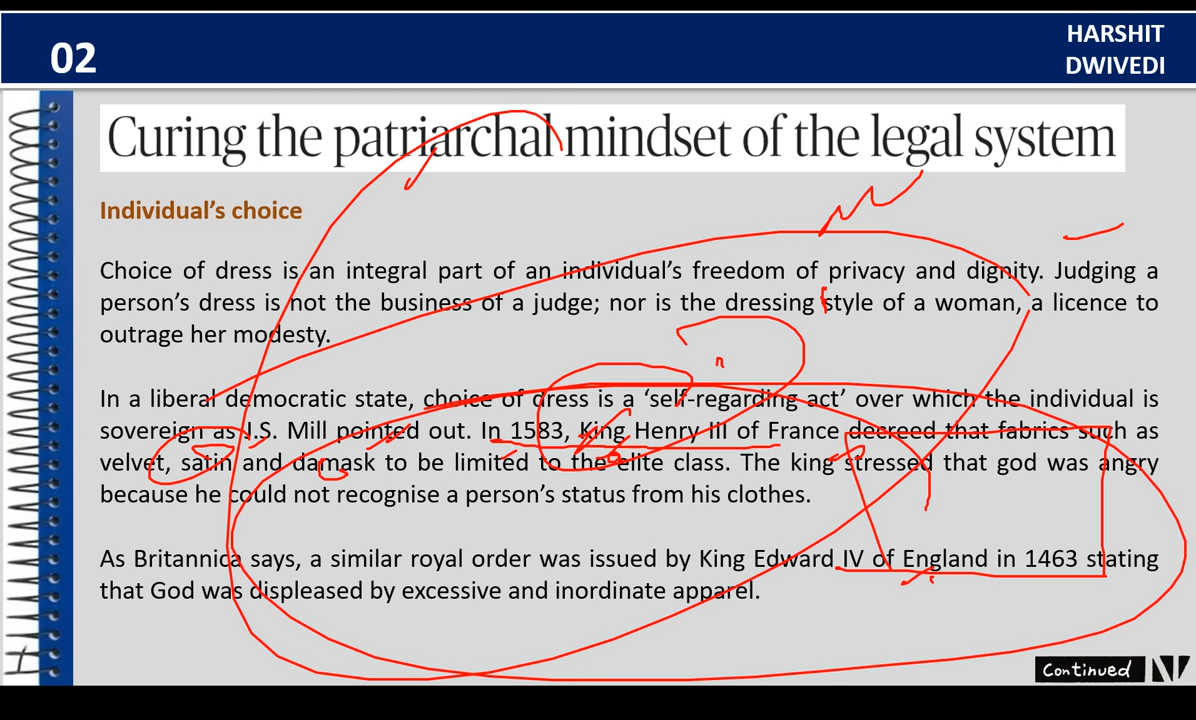 02
HARSHIT
DWIVEDI
Curing the patriarchal mindset of the legal system
Individual's choice
Choice of dress is an integral part of an individual's freedom of privacy and dignity. Judging a
person's dress is not the business of a judge; nor is the dressing style of a woman, a licence to
outrage her modesty.
In a liberal democratic state, choice of dress is a 'self-regarding act' over which the individual is
sovereign as J.S. Mill pointed out. In 1583, King Henry III of France decreed that fabrics such as
velvet, satin and damask to be limited to the elite class. The king stressed that god was angry
because he could not recognise a person's status from his clothes.
As Britannica says, a similar royal order was issued by King Edward IV of England in 1463 stating
that God was displeased by excessive and inordinate apparel.
Continued